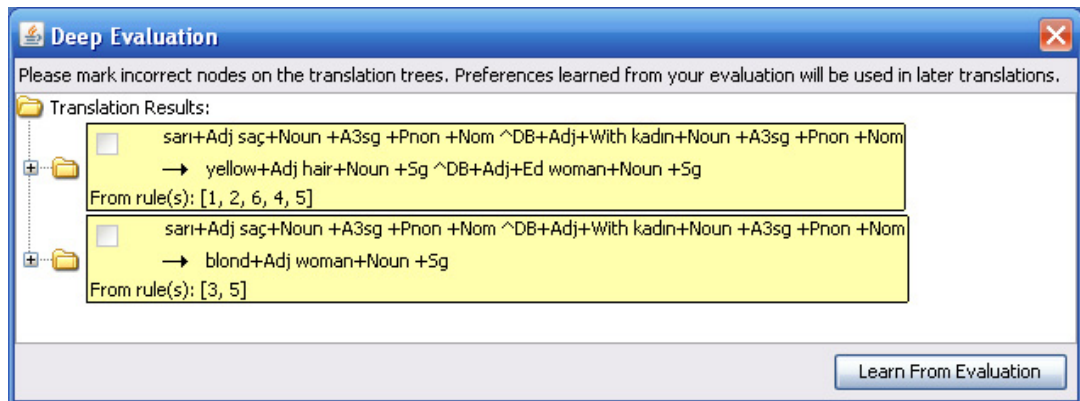 Deep Evaluation
Please mark incorrect nodes on the translation trees. Preferences learned from your evaluation will be used in later translations.
Translation Results:
sarı+Adj saç+Noun +A3sg +Pnon +Nom ^DB+Adj+With kadın+Noun +A3sg +Pnon +Nom
→ yellow+Adj hair+Noun +Sg ^DB+Adj+Ed woman+Noun +Sg
From rule(s): [1, 2, 6, 4, 5]
sarı+Adj saç+Noun +A3sg +Pnon +Nom ^DB+Adj+With kadın+Noun +A3sg +Pnon +Nom
→ blond+Adj woman+Noun +Sg
From rule(s): [3, 5]
Learn From Evaluation